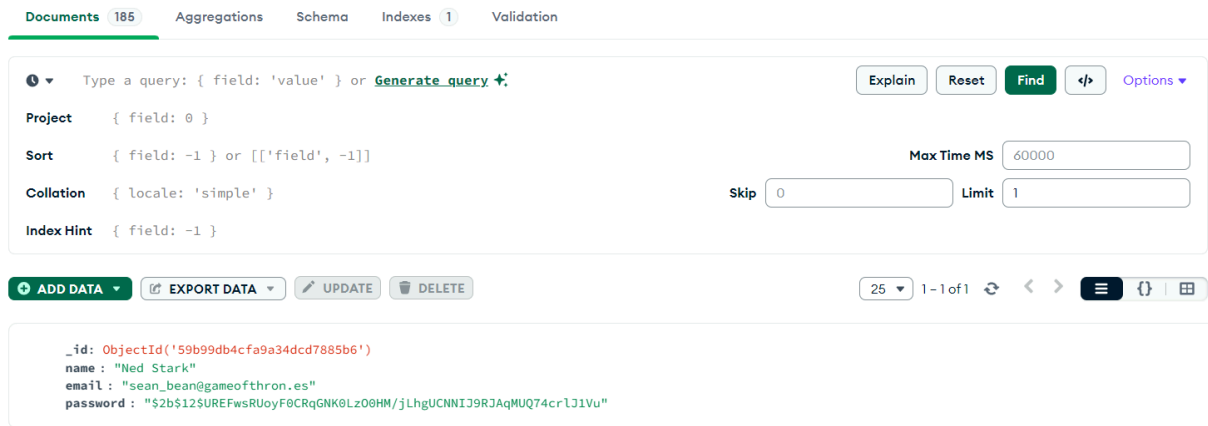 Documents 185 Aggregations Schema Indexes 1 Validation
Type a query: { field: 'value' } or Generate query Explain Reset Find </> Options
Project { field: 0 }
Sort { field: -1 } or [['field', -1]] Max Time MS 60000
Collation { locale: 'simple' } Skip 0 Limit 1
Index Hint { field: -1 }
ADD DATA EXPORT DATA UPDATE DELETE 25 1 – 1 of 1 {}
_id: ObjectId('59b99db4cfa9a34dcd7885b6')
name : "Ned Stark"
email : "sean_bean@gameofthron.es"
password : "$2b$12$UREFwsRUoyF0CRqGNK0LzO0HM/jLhgUCNNIJ9RJAqMUQ74crlJ1Vu"